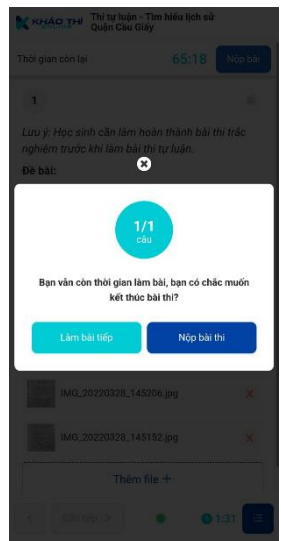 KHẢO THÍ
Thi tự luận - Tìm hiểu lịch sử
Quận Cầu Giấy
Thời gian còn lại
65:18
Nộp bài
1
Lưu ý: Học sinh cần làm hoàn thành bài thi trắc
nghiệm trước khi làm bài thi tự luận.
Đề bài:
1/1
câu
Bạn vẫn còn thời gian làm bài, bạn có chắc muốn
kết thúc bài thi?
Làm bài tiếp
Nộp bài thi
IMG_20220328_145206.jpg
IMG_20220328_145152.jpg
Thêm file +
Câu tiếp >
1:31